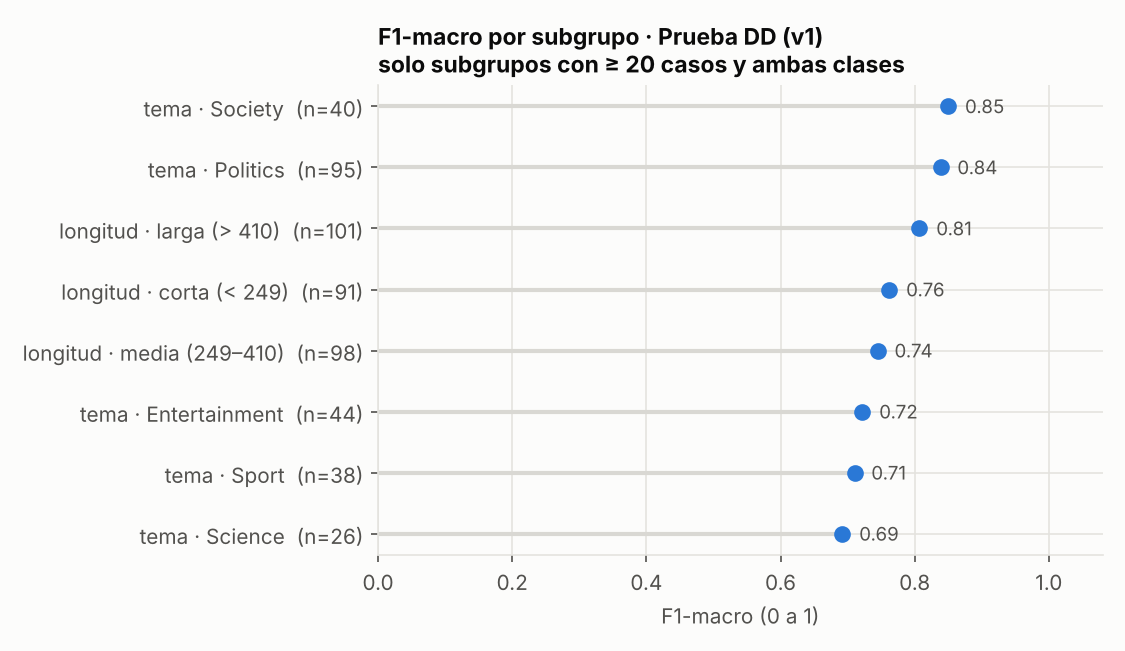 F1-macro por subgrupo · Prueba DD (v1)
solo subgrupos con ≥ 20 casos y ambas clases
tema · Society (n=40) 0.85
tema · Politics (n=95) 0.84
longitud · larga (> 410) (n=101) 0.81
longitud · corta (< 249) (n=91) 0.76
longitud · media (249–410) (n=98) 0.74
tema · Entertainment (n=44) 0.72
tema · Sport (n=38) 0.71
tema · Science (n=26) 0.69
0.0 0.2 0.4 0.6 0.8 1.0
F1-macro (0 a 1)